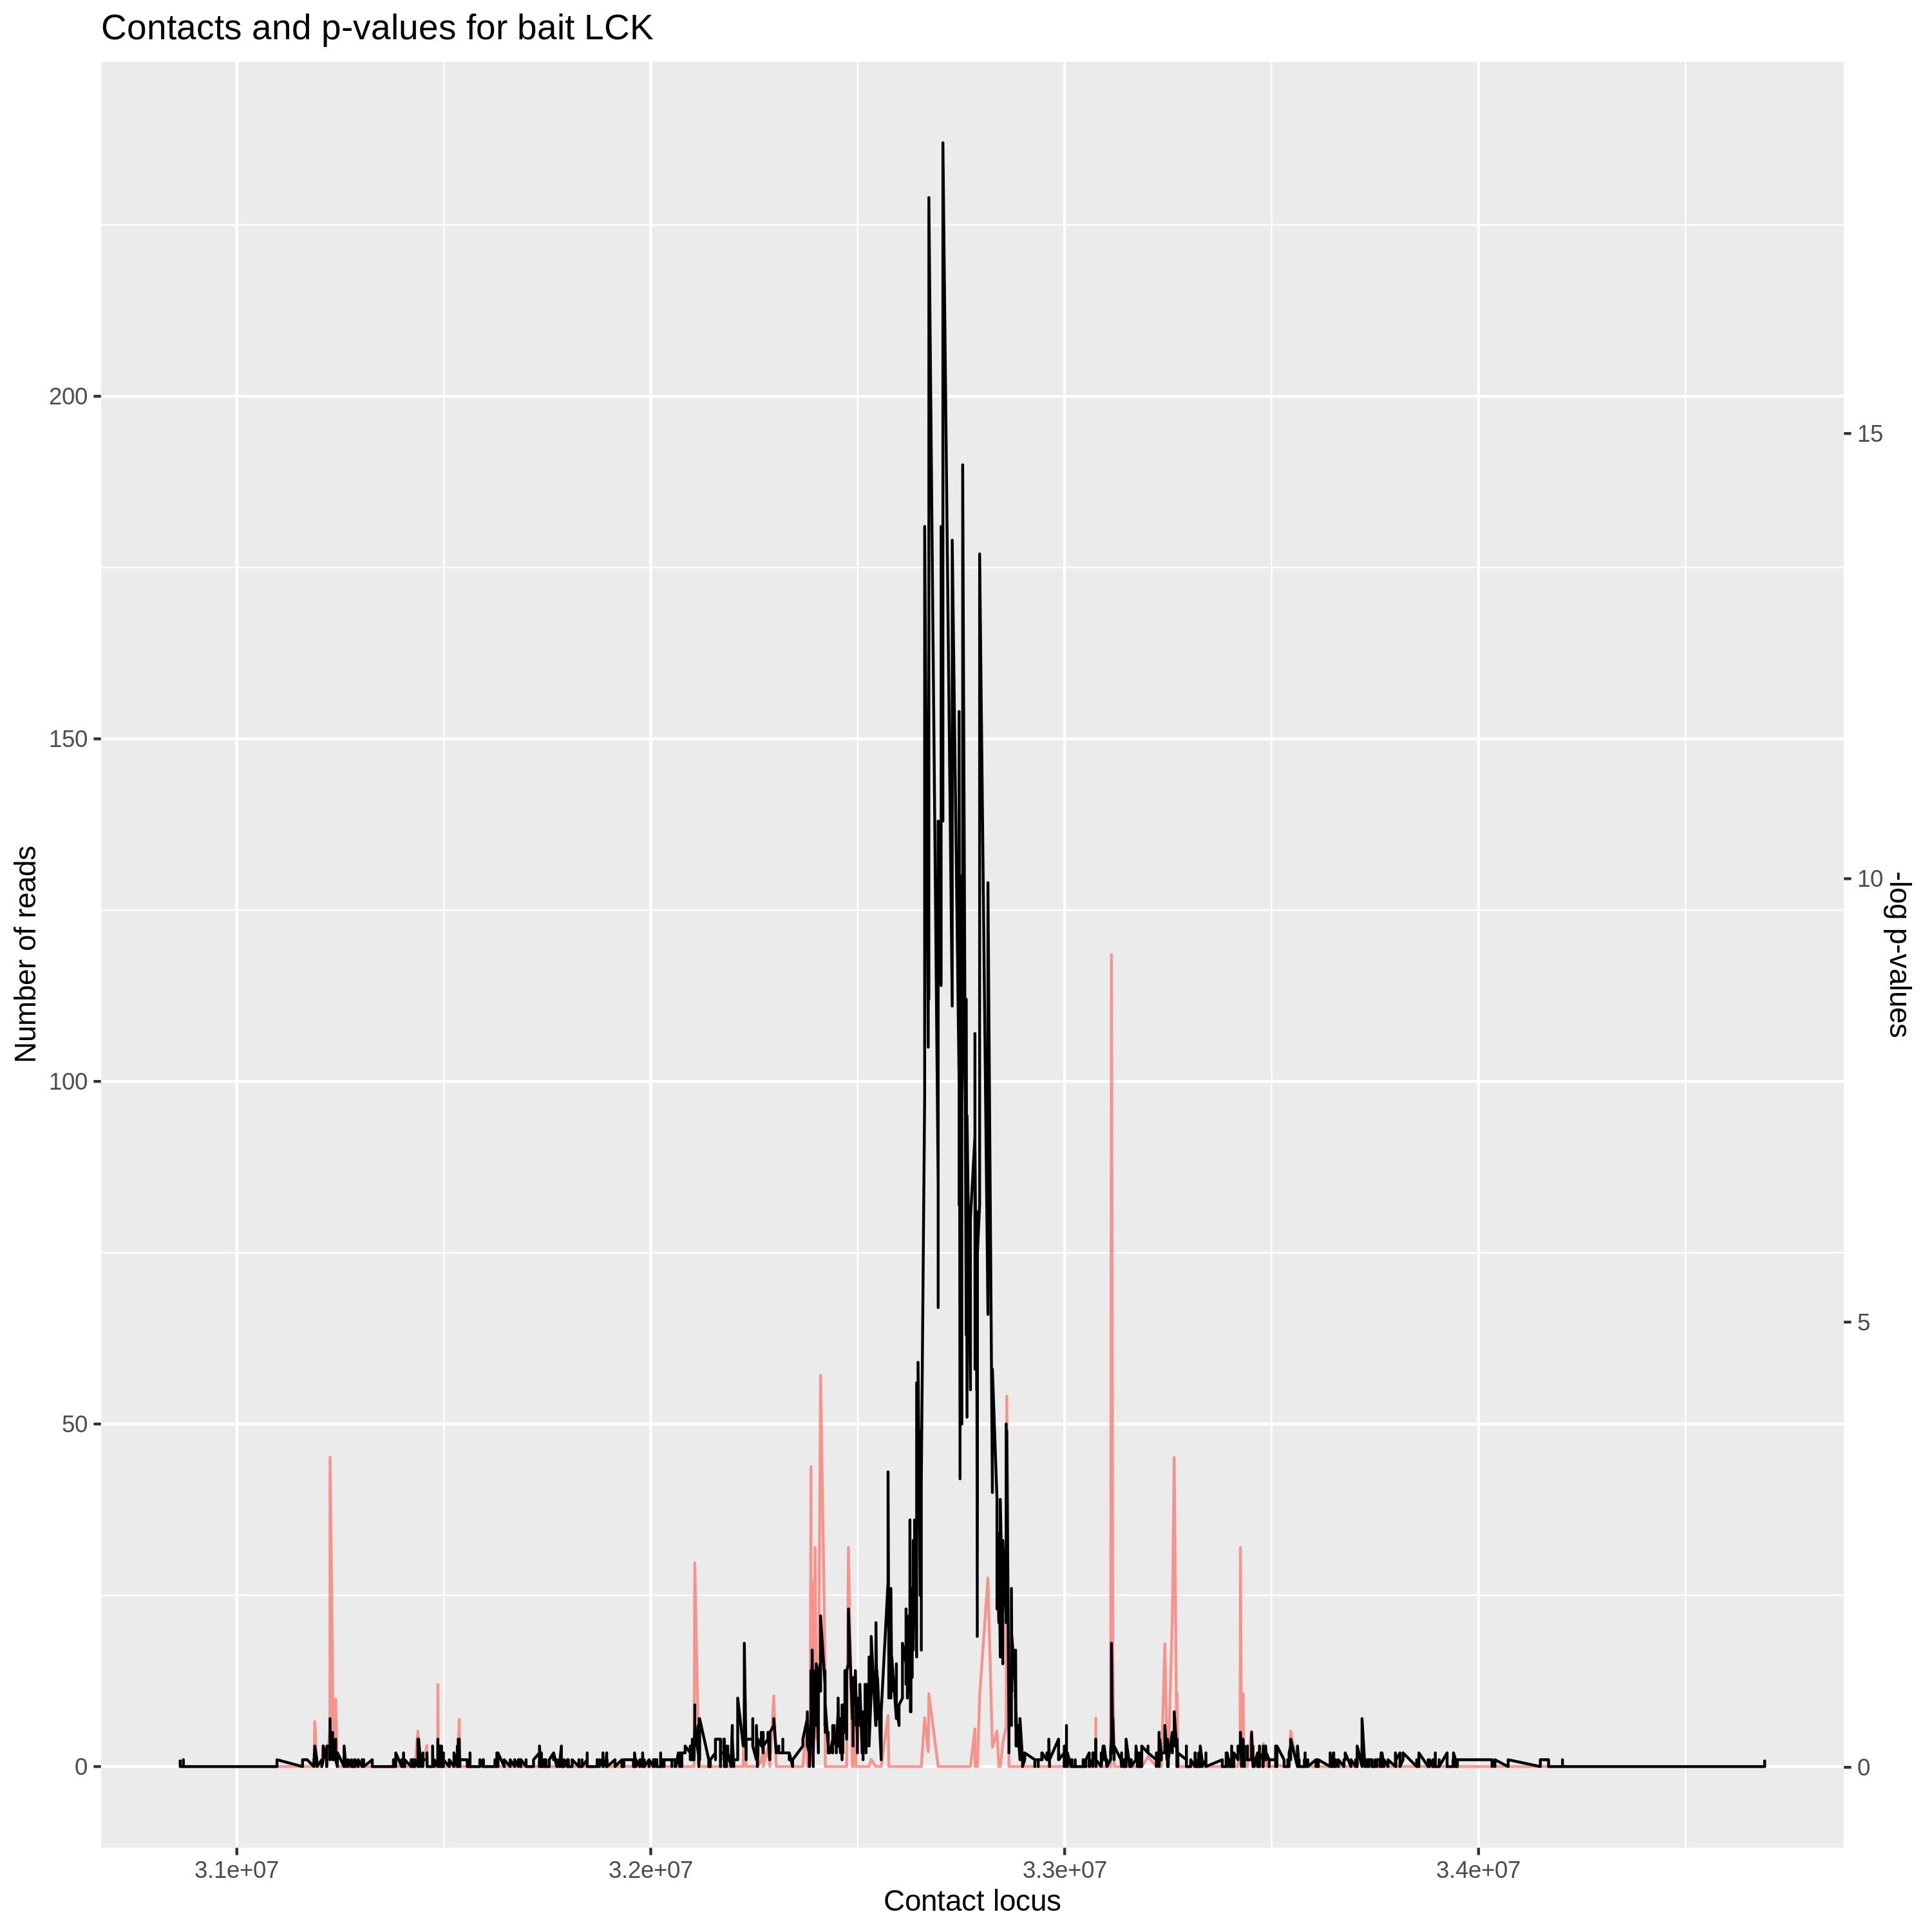 Contacts and p-values for bait LCK
Number of reads
200
150
100
50
0
15
10
5
0
-log p-values
3.1e+07
3.2e+07
3.3e+07
3.4e+07
Contact locus